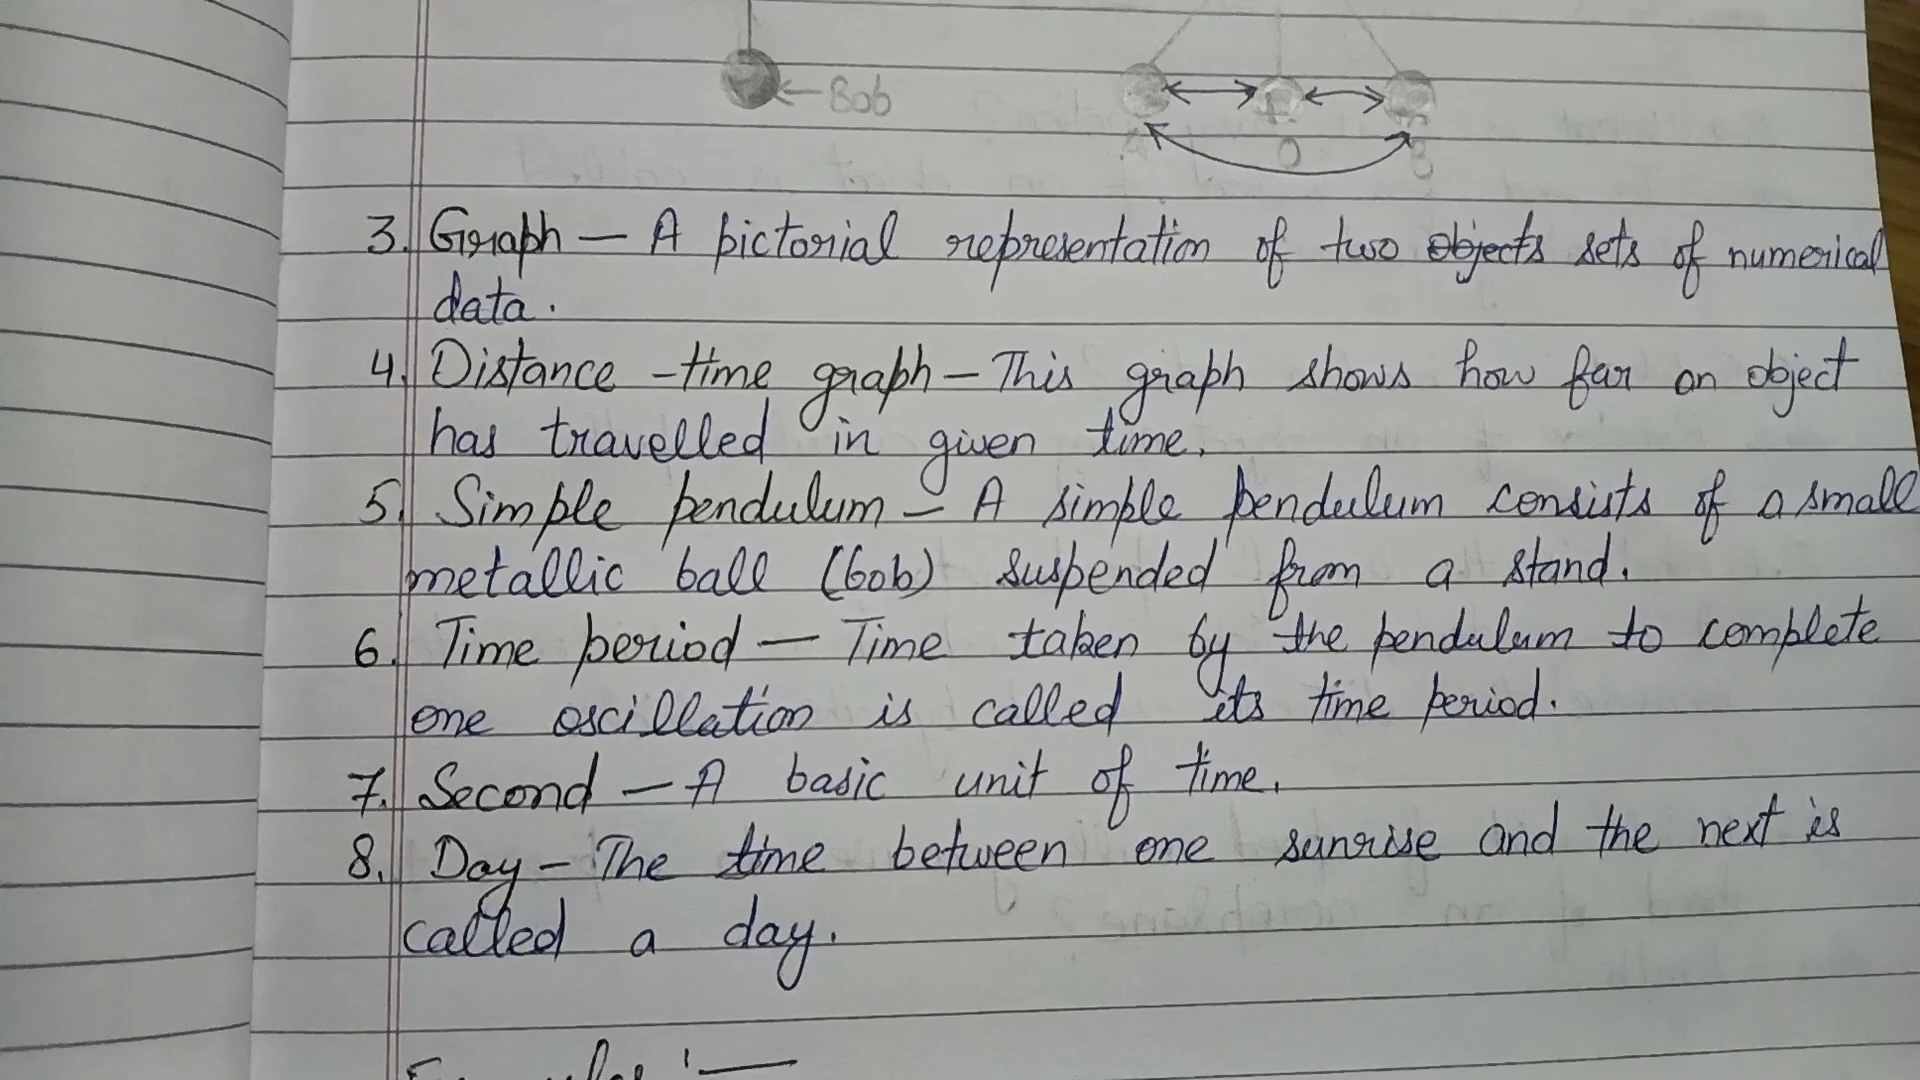 Bob
A O B
3. Graph — A pictorial representation of two objects sets of numerical
data.
4. Distance -time graph — This graph shows how far an object
has travelled in given time.
5. Simple pendulum — A simple pendulum consists of a small
metallic ball (bob) suspended from a stand.
6. Time period — Time taken by the pendulum to complete
one oscillation is called its time period.
7. Second — A basic unit of time.
8. Day — The time between one sunrise and the next is
called a day.